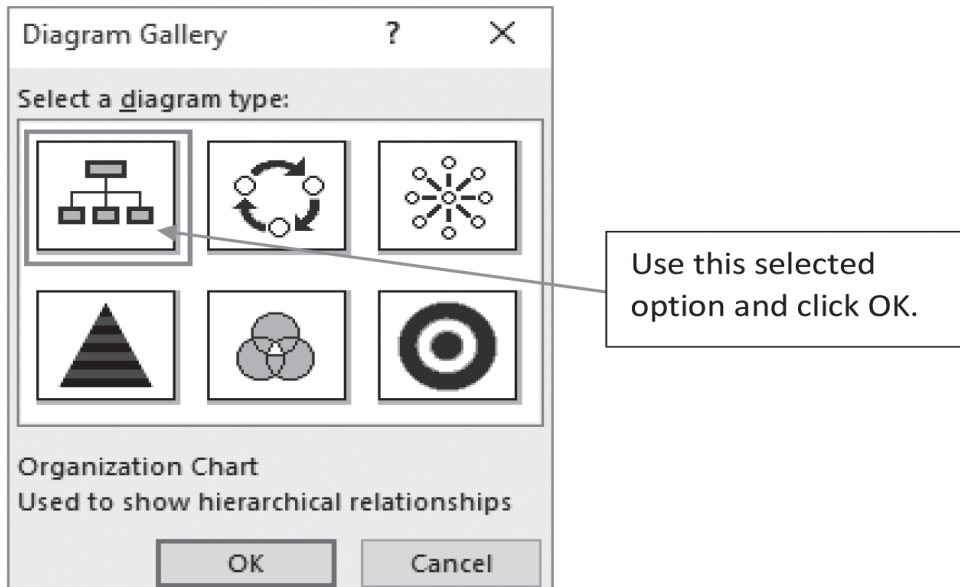 Diagram Gallery ? ×
Select a diagram type:
Use this selected
option and click OK.
Organization Chart
Used to show hierarchical relationships
OK Cancel